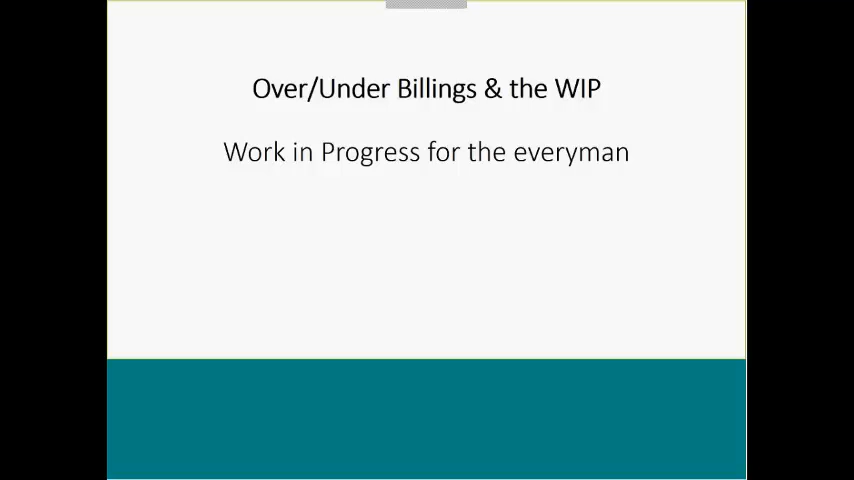 Over/Under Billings & the WIP
Work in Progress for the everyman